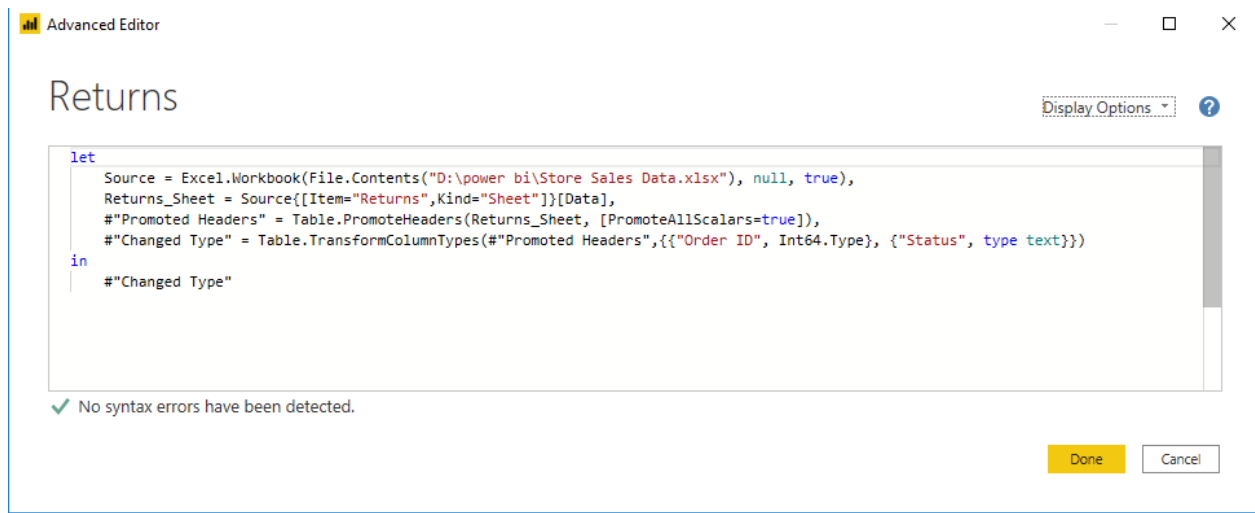 Advanced Editor
Returns
Display Options
?
let
    Source = Excel.Workbook(File.Contents("D:\power bi\Store Sales Data.xlsx"), null, true),
    Returns_Sheet = Source{[Item="Returns",Kind="Sheet"]}[Data],
    #"Promoted Headers" = Table.PromoteHeaders(Returns_Sheet, [PromoteAllScalars=true]),
    #"Changed Type" = Table.TransformColumnTypes(#"Promoted Headers",{{"Order ID", Int64.Type}, {"Status", type text}})
in
    #"Changed Type"
No syntax errors have been detected.
Done
Cancel